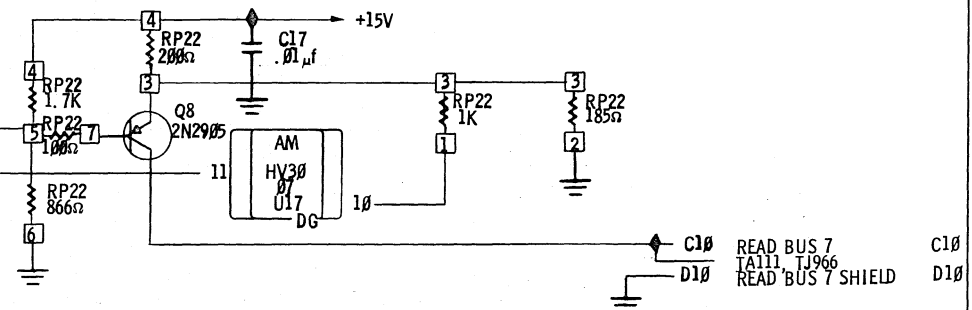 4
+15V
RP22
200Ω
C17
.01µf
4
RP22
1.7K
3
3
3
Q8
2N2905
RP22
1K
RP22
185Ω
5
RP22
100Ω
7
1
2
AM
HV30
07
U17
DG
11
10
RP22
866Ω
6
C10 READ BUS 7 C10
TA111, TJ966
D10 READ BUS 7 SHIELD D10